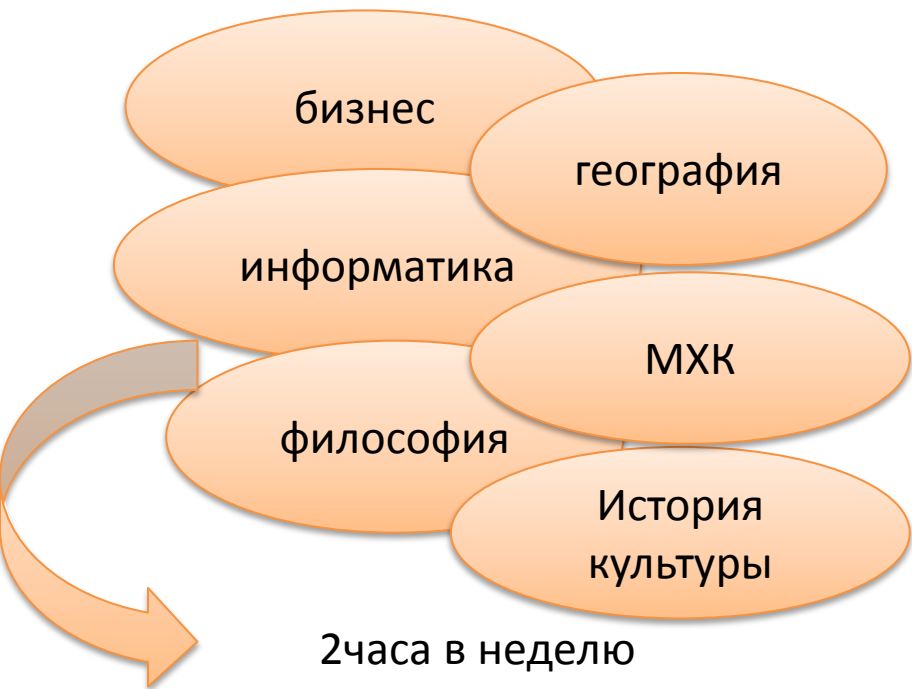 бизнес
география
информатика
МХК
философия
История
культуры
2часа в неделю